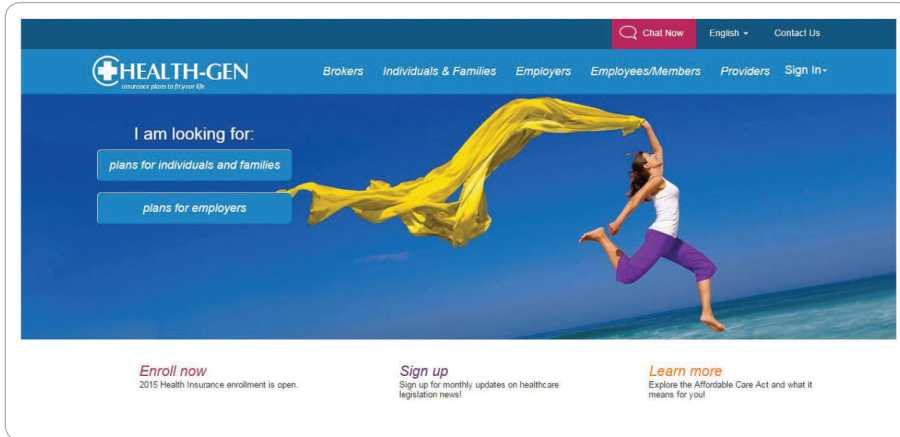 Chat Now
English
Contact Us
HEALTH-GEN
insurance plans to fit your life
Brokers
Individuals & Families
Employers
Employees/Members
Providers
Sign In
I am looking for:
plans for individuals and families
plans for employers
Enroll now
2015 Health Insurance enrollment is open.
Sign up
Sign up for monthly updates on healthcare
legislation news!
Learn more
Explore the Affordable Care Act and what it
means for you!